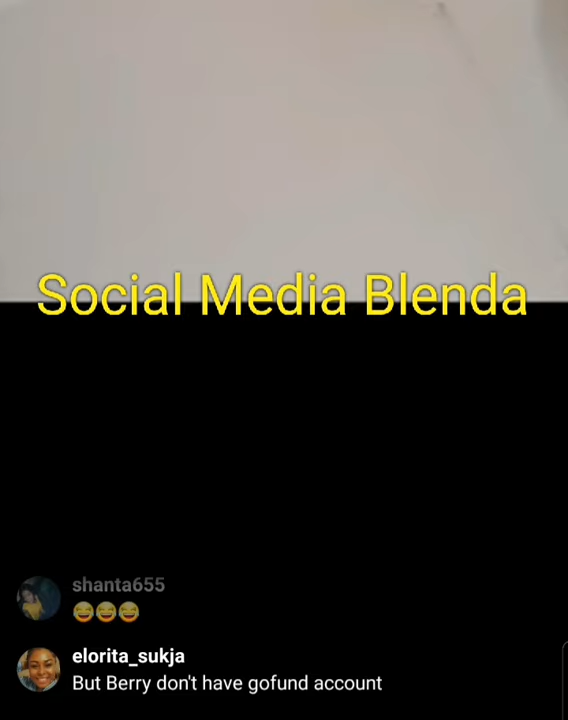 Social Media Blenda
shanta655
😂😂😂
elorita_sukja
But Berry don't have gofund account